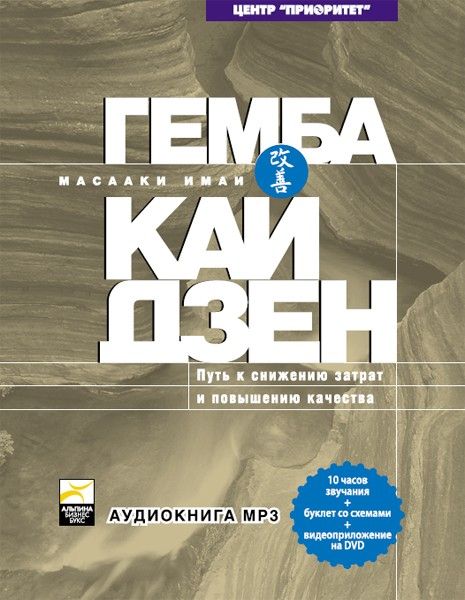 ЦЕНТР "ПРИОРИТЕТ"
ГЕМБА
МАСААКИ ИМАИ
改
善
КАЙ
ДЗЕН
Путь к снижению затрат
и повышению качества
10 часов
звучания
+
буклет со схемами
+
видеоприложение
на DVD
АЛЬПИНА
БИЗНЕС
БУКС
АУДИОКНИГА MP3